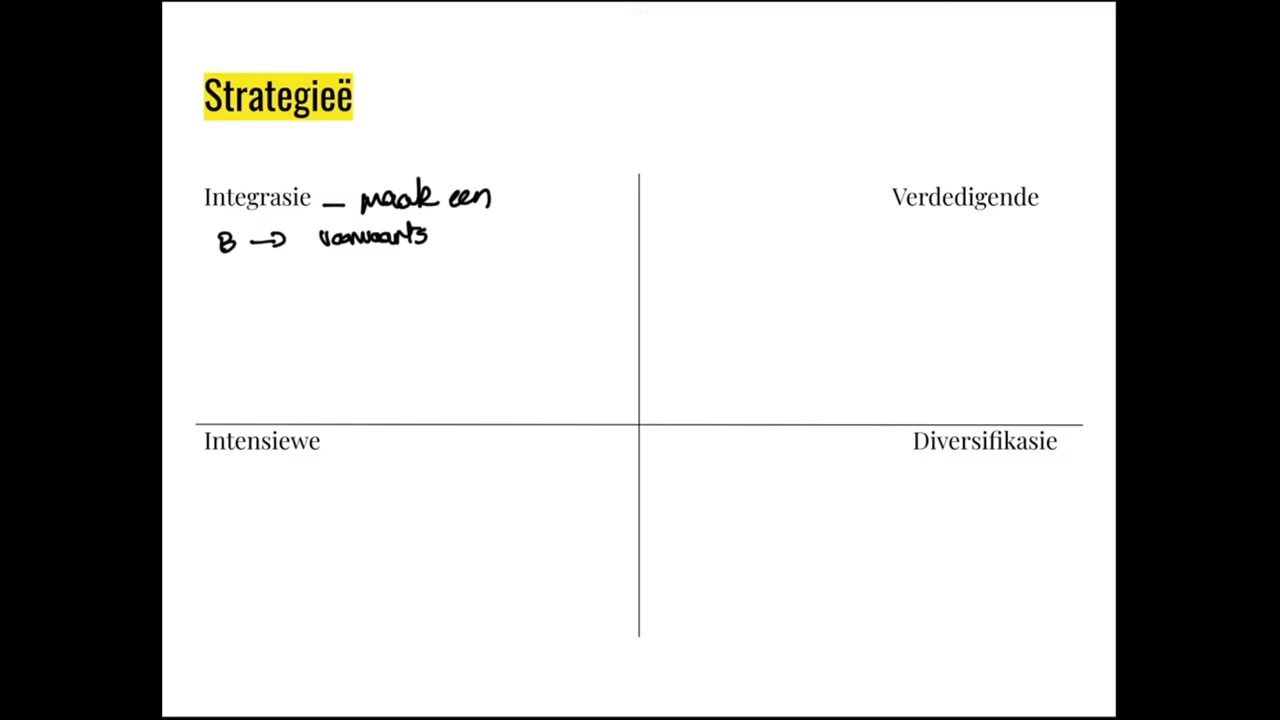 Strategieë
Integrasie – maak een
B → voorwaarts
Verdedigende
Intensiewe
Diversifikasie